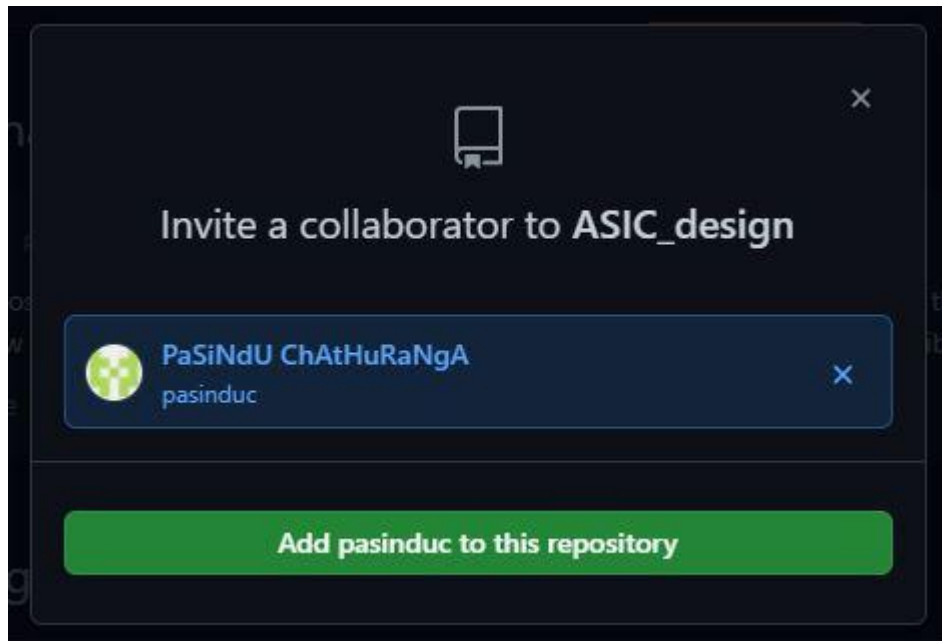 Invite a collaborator to ASIC_design
PaSiNdU ChAtHuRaNgA
pasinduc
Add pasinduc to this repository